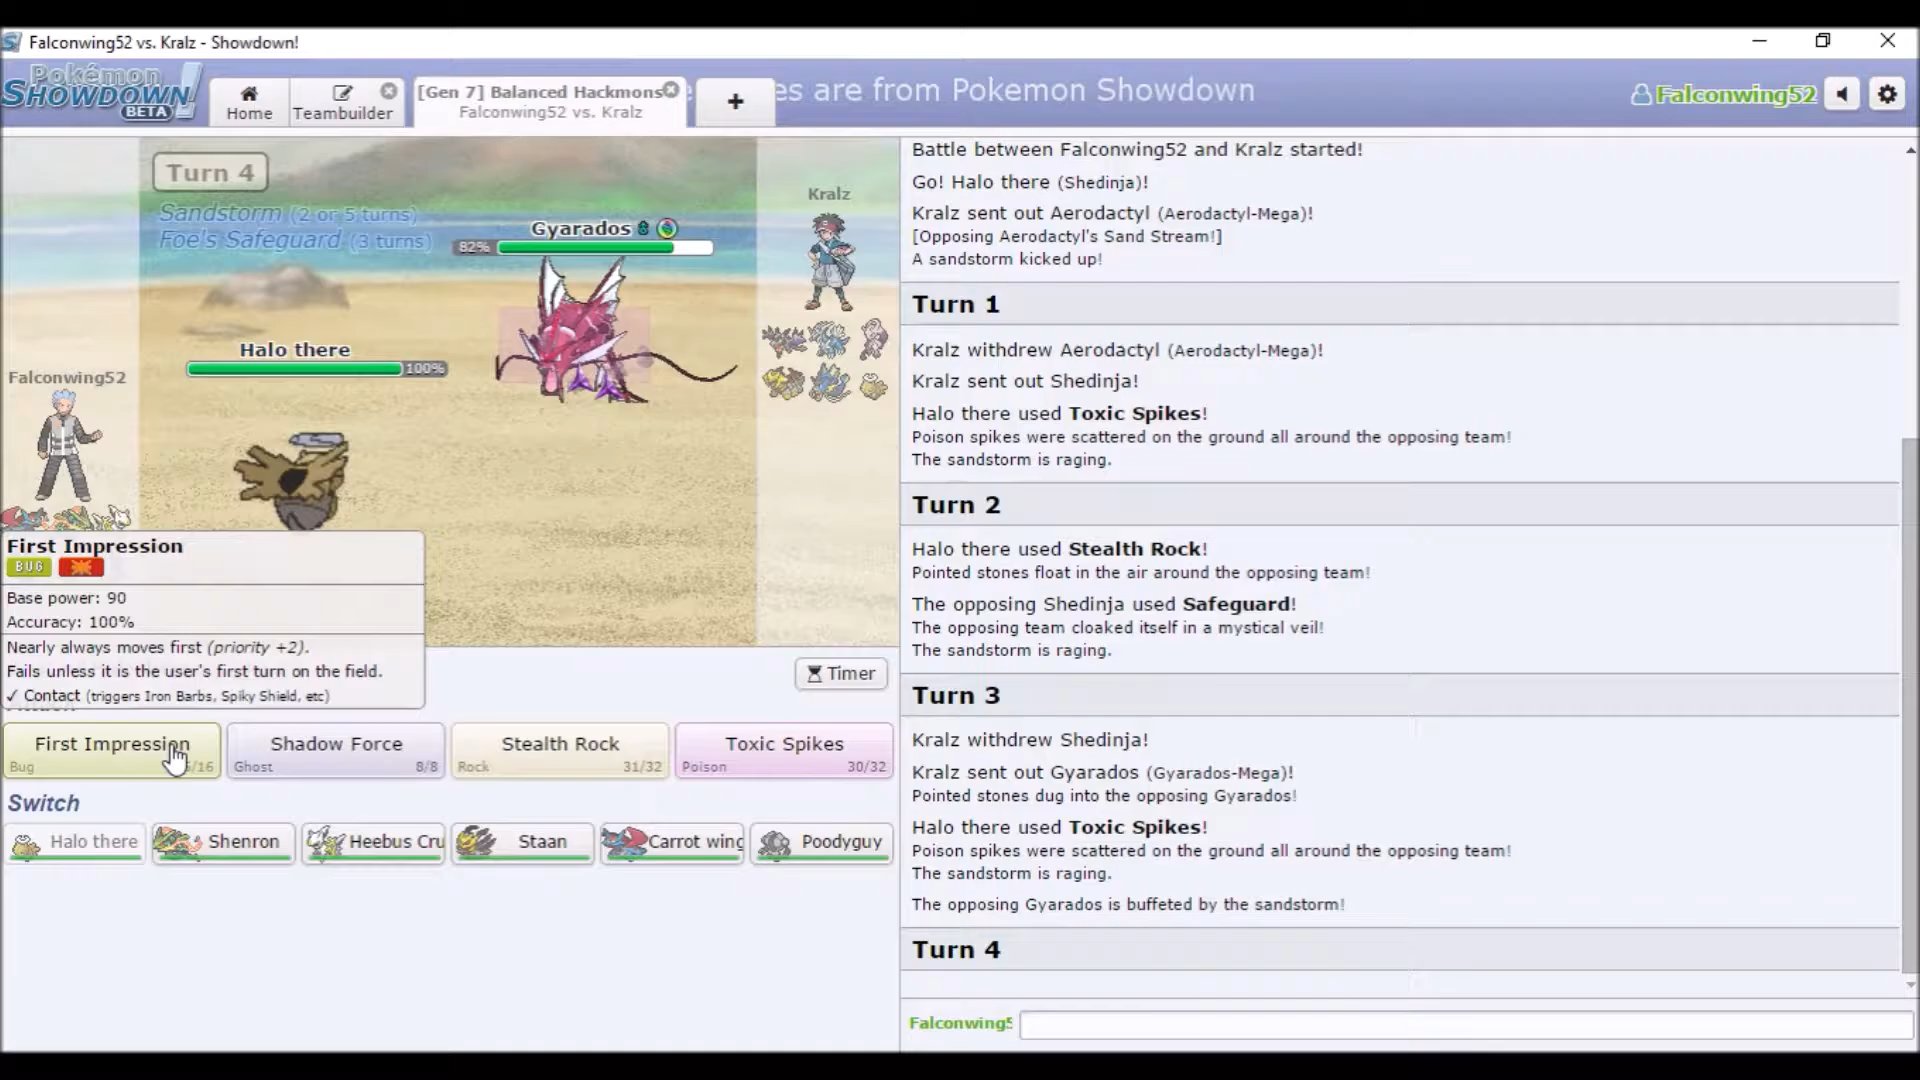 Falconwing52 vs. Kralz - Showdown!
Pokémon
SHOWDOWN!
BETA
Home
Teambuilder
[Gen 7] Balanced Hackmons
Falconwing52 vs. Kralz
+
es are from Pokemon Showdown
Falconwing52
Turn 4
Sandstorm (2 or 5 turns)
Foe's Safeguard (3 turns)
Kralz
Gyarados
82%
Halo there
100%
Falconwing52
First Impression
BUG
Base power: 90
Accuracy: 100%
Nearly always moves first (priority +2).
Fails unless it is the user's first turn on the field.
✓ Contact (triggers Iron Barbs, Spiky Shield, etc)
Timer
First Impression
Bug /16
Shadow Force
Ghost 8/8
Stealth Rock
Rock 31/32
Toxic Spikes
Poison 30/32
Switch
Halo there
Shenron
Heebus Cru
Staan
Carrot wing
Poodyguy
Battle between Falconwing52 and Kralz started!
Go! Halo there (Shedinja)!
Kralz sent out Aerodactyl (Aerodactyl-Mega)!
[Opposing Aerodactyl's Sand Stream!]
A sandstorm kicked up!
Turn 1
Kralz withdrew Aerodactyl (Aerodactyl-Mega)!
Kralz sent out Shedinja!
Halo there used Toxic Spikes!
Poison spikes were scattered on the ground all around the opposing team!
The sandstorm is raging.
Turn 2
Halo there used Stealth Rock!
Pointed stones float in the air around the opposing team!
The opposing Shedinja used Safeguard!
The opposing team cloaked itself in a mystical veil!
The sandstorm is raging.
Turn 3
Kralz withdrew Shedinja!
Kralz sent out Gyarados (Gyarados-Mega)!
Pointed stones dug into the opposing Gyarados!
Halo there used Toxic Spikes!
Poison spikes were scattered on the ground all around the opposing team!
The sandstorm is raging.
The opposing Gyarados is buffeted by the sandstorm!
Turn 4
Falconwing5